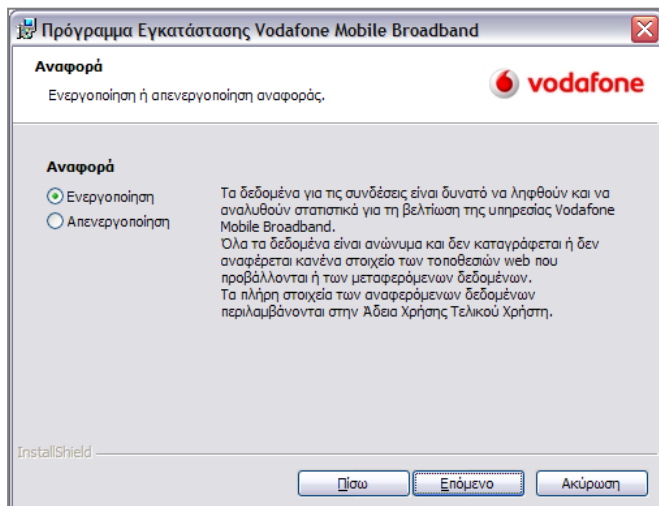 Πρόγραμμα Εγκατάστασης Vodafone Mobile Broadband
Αναφορά
Ενεργοποίηση ή απενεργοποίηση αναφοράς.
vodafone
Αναφορά
Ενεργοποίηση
Απενεργοποίηση
Τα δεδομένα για τις συνδέσεις είναι δυνατό να ληφθούν και να
αναλυθούν στατιστικά για τη βελτίωση της υπηρεσίας Vodafone
Mobile Broadband.
Όλα τα δεδομένα είναι ανώνυμα και δεν καταγράφεται ή δεν
αναφέρεται κανένα στοιχείο των τοποθεσιών web που
προβάλλονται ή των μεταφερόμενων δεδομένων.
Τα πλήρη στοιχεία των αναφερόμενων δεδομένων
περιλαμβάνονται στην Άδεια Χρήσης Τελικού Χρήστη.
InstallShield
Πίσω
Επόμενο
Ακύρωση